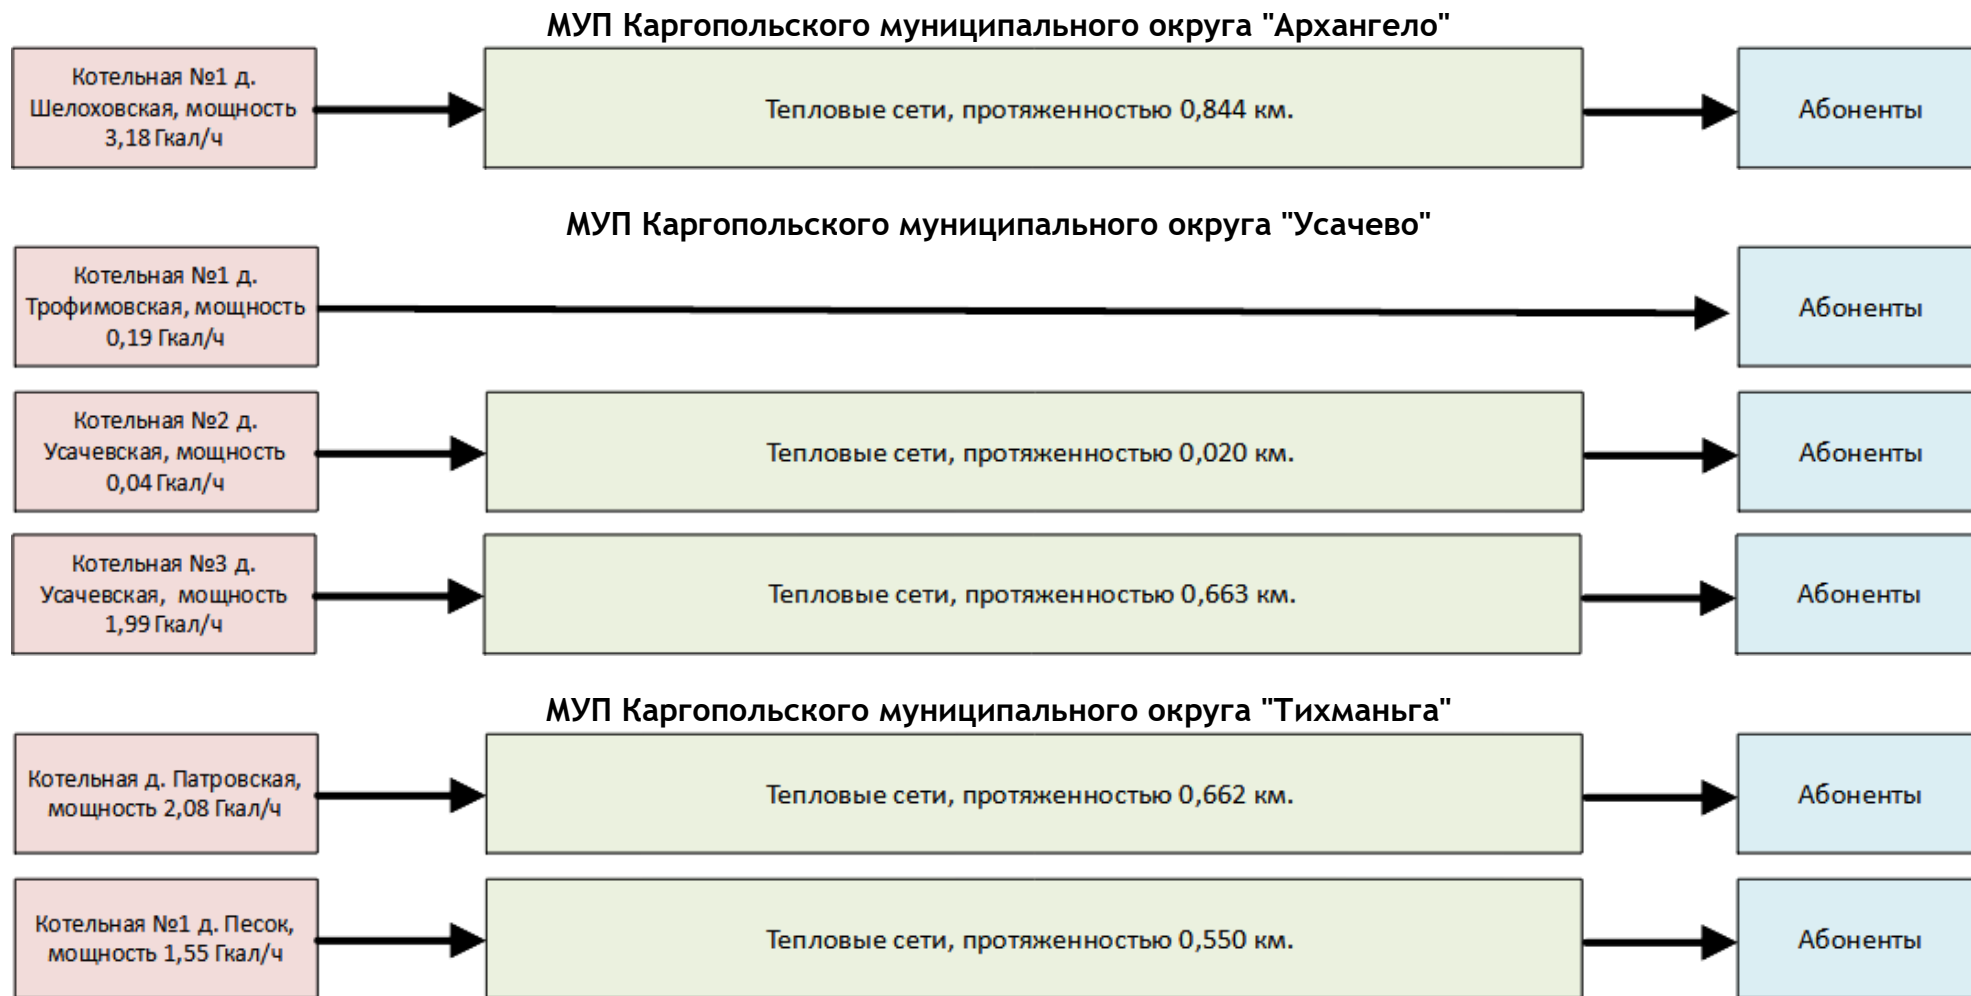 МУП Каргопольского муниципального округа "Архангело"
Котельная №1 д.
Шелоховская, мощность
3,18 Гкал/ч
Тепловые сети, протяженностью 0,844 км.
Абоненты
МУП Каргопольского муниципального округа "Усачево"
Котельная №1 д.
Трофимовская, мощность
0,19 Гкал/ч
Абоненты
Котельная №2 д.
Усачевская, мощность
0,04 Гкал/ч
Тепловые сети, протяженностью 0,020 км.
Абоненты
Котельная №3 д.
Усачевская, мощность
1,99 Гкал/ч
Тепловые сети, протяженностью 0,663 км.
Абоненты
МУП Каргопольского муниципального округа "Тихманьга"
Котельная д. Патровская,
мощность 2,08 Гкал/ч
Тепловые сети, протяженностью 0,662 км.
Абоненты
Котельная №1 д. Песок,
мощность 1,55 Гкал/ч
Тепловые сети, протяженностью 0,550 км.
Абоненты